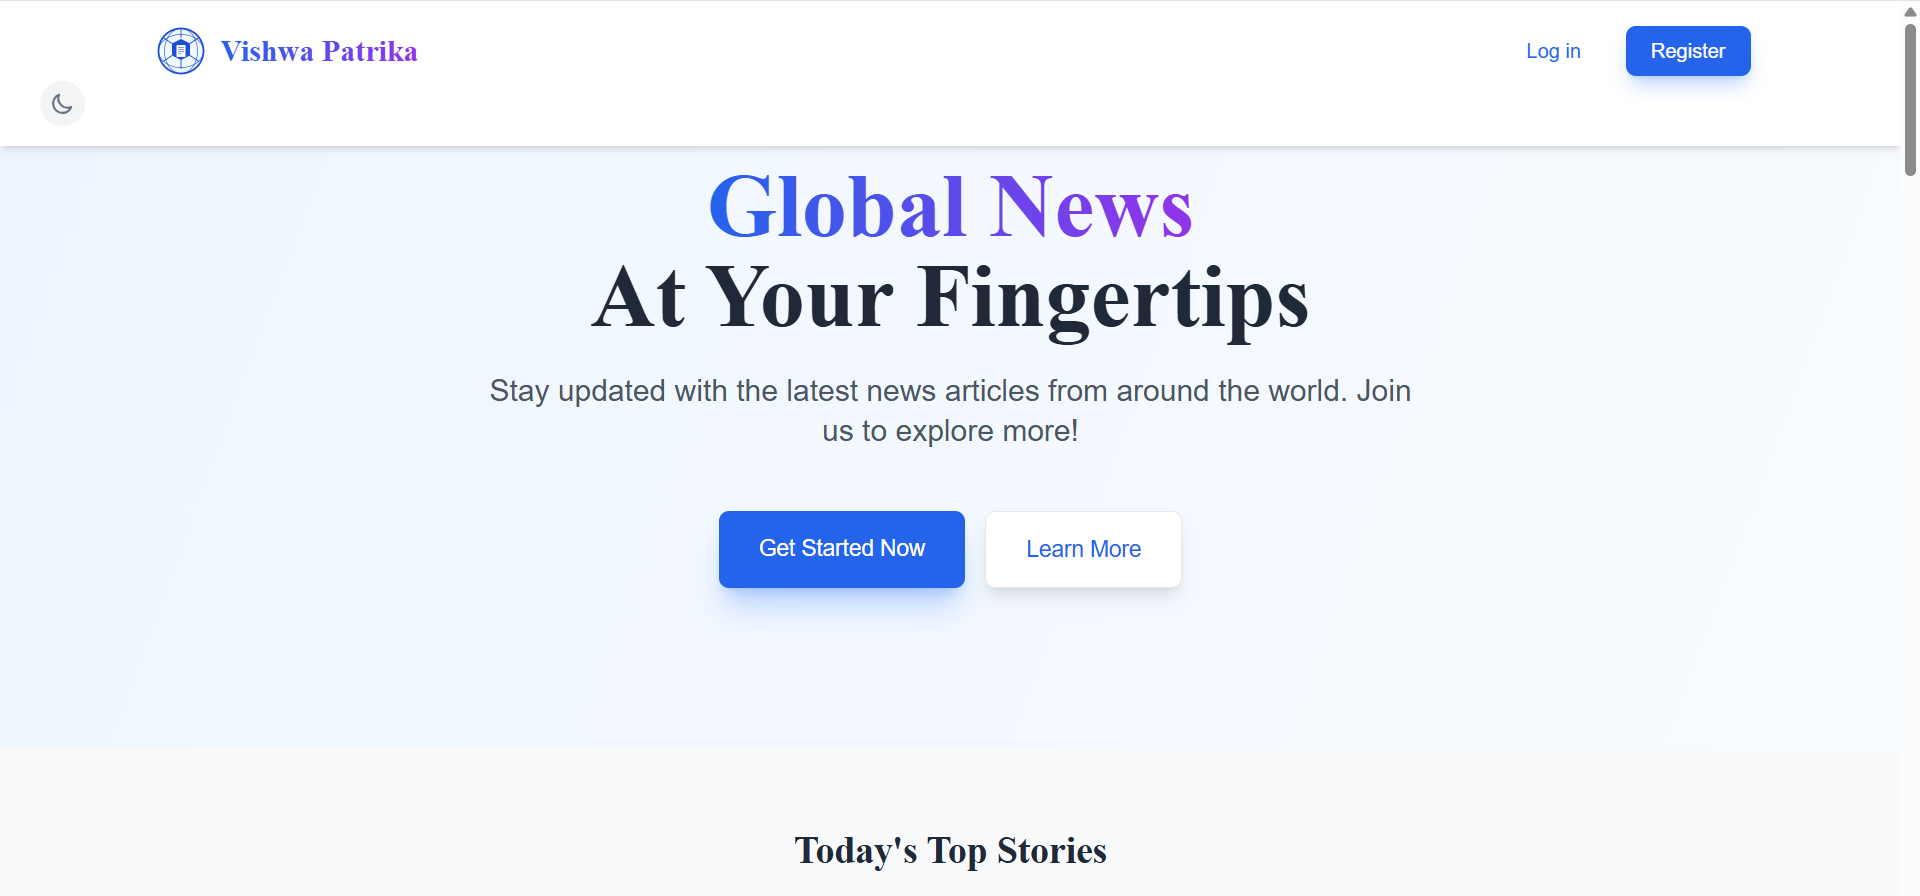 Vishwa Patrika
Log in
Register
Global News
At Your Fingertips
Stay updated with the latest news articles from around the world. Join
us to explore more!
Get Started Now
Learn More
Today's Top Stories